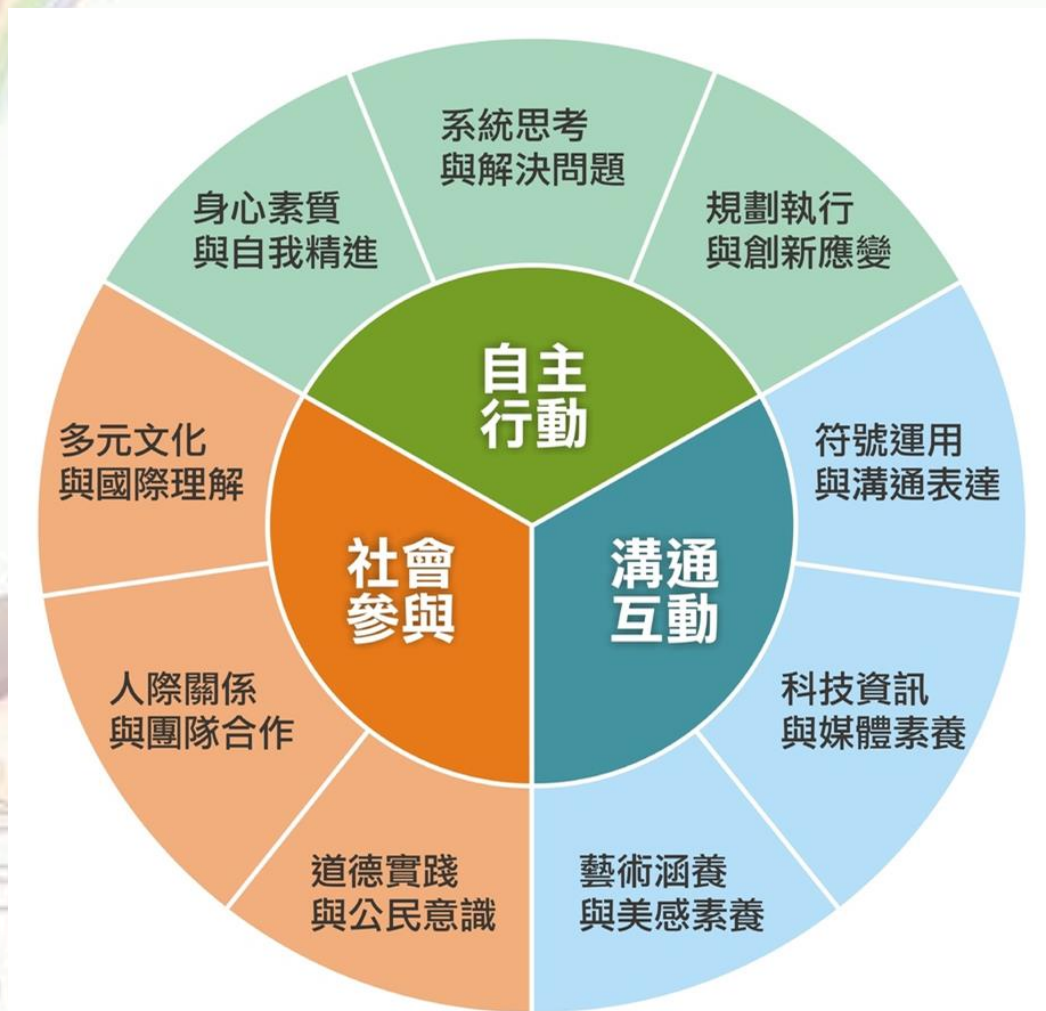 系統思考
與解決問題
身心素質
與自我精進
規劃執行
與創新應變
自主
行動
多元文化
與國際理解
符號運用
與溝通表達
社會
參與
溝通
互動
人際關係
與團隊合作
科技資訊
與媒體素養
道德實踐
與公民意識
藝術涵養
與美感素養